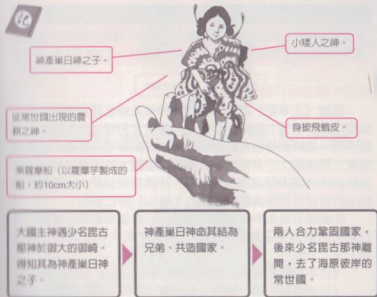 記
神產巢日神之子。
小矮人之神。
從常世國出現的農
耕之神。
身披飛蛾皮。
乘羅摩船（以蘿藦芋製成的
船，約10cm大小）
大國主神遇少名毘古
那神於御大的御崎。
得知其為神產巢日神
之子。
神產巢日神命其結為
兄弟、共造國家。
兩人合力鞏固國家。
後來少名毘古那神離
開，去了海原彼岸的
常世國。